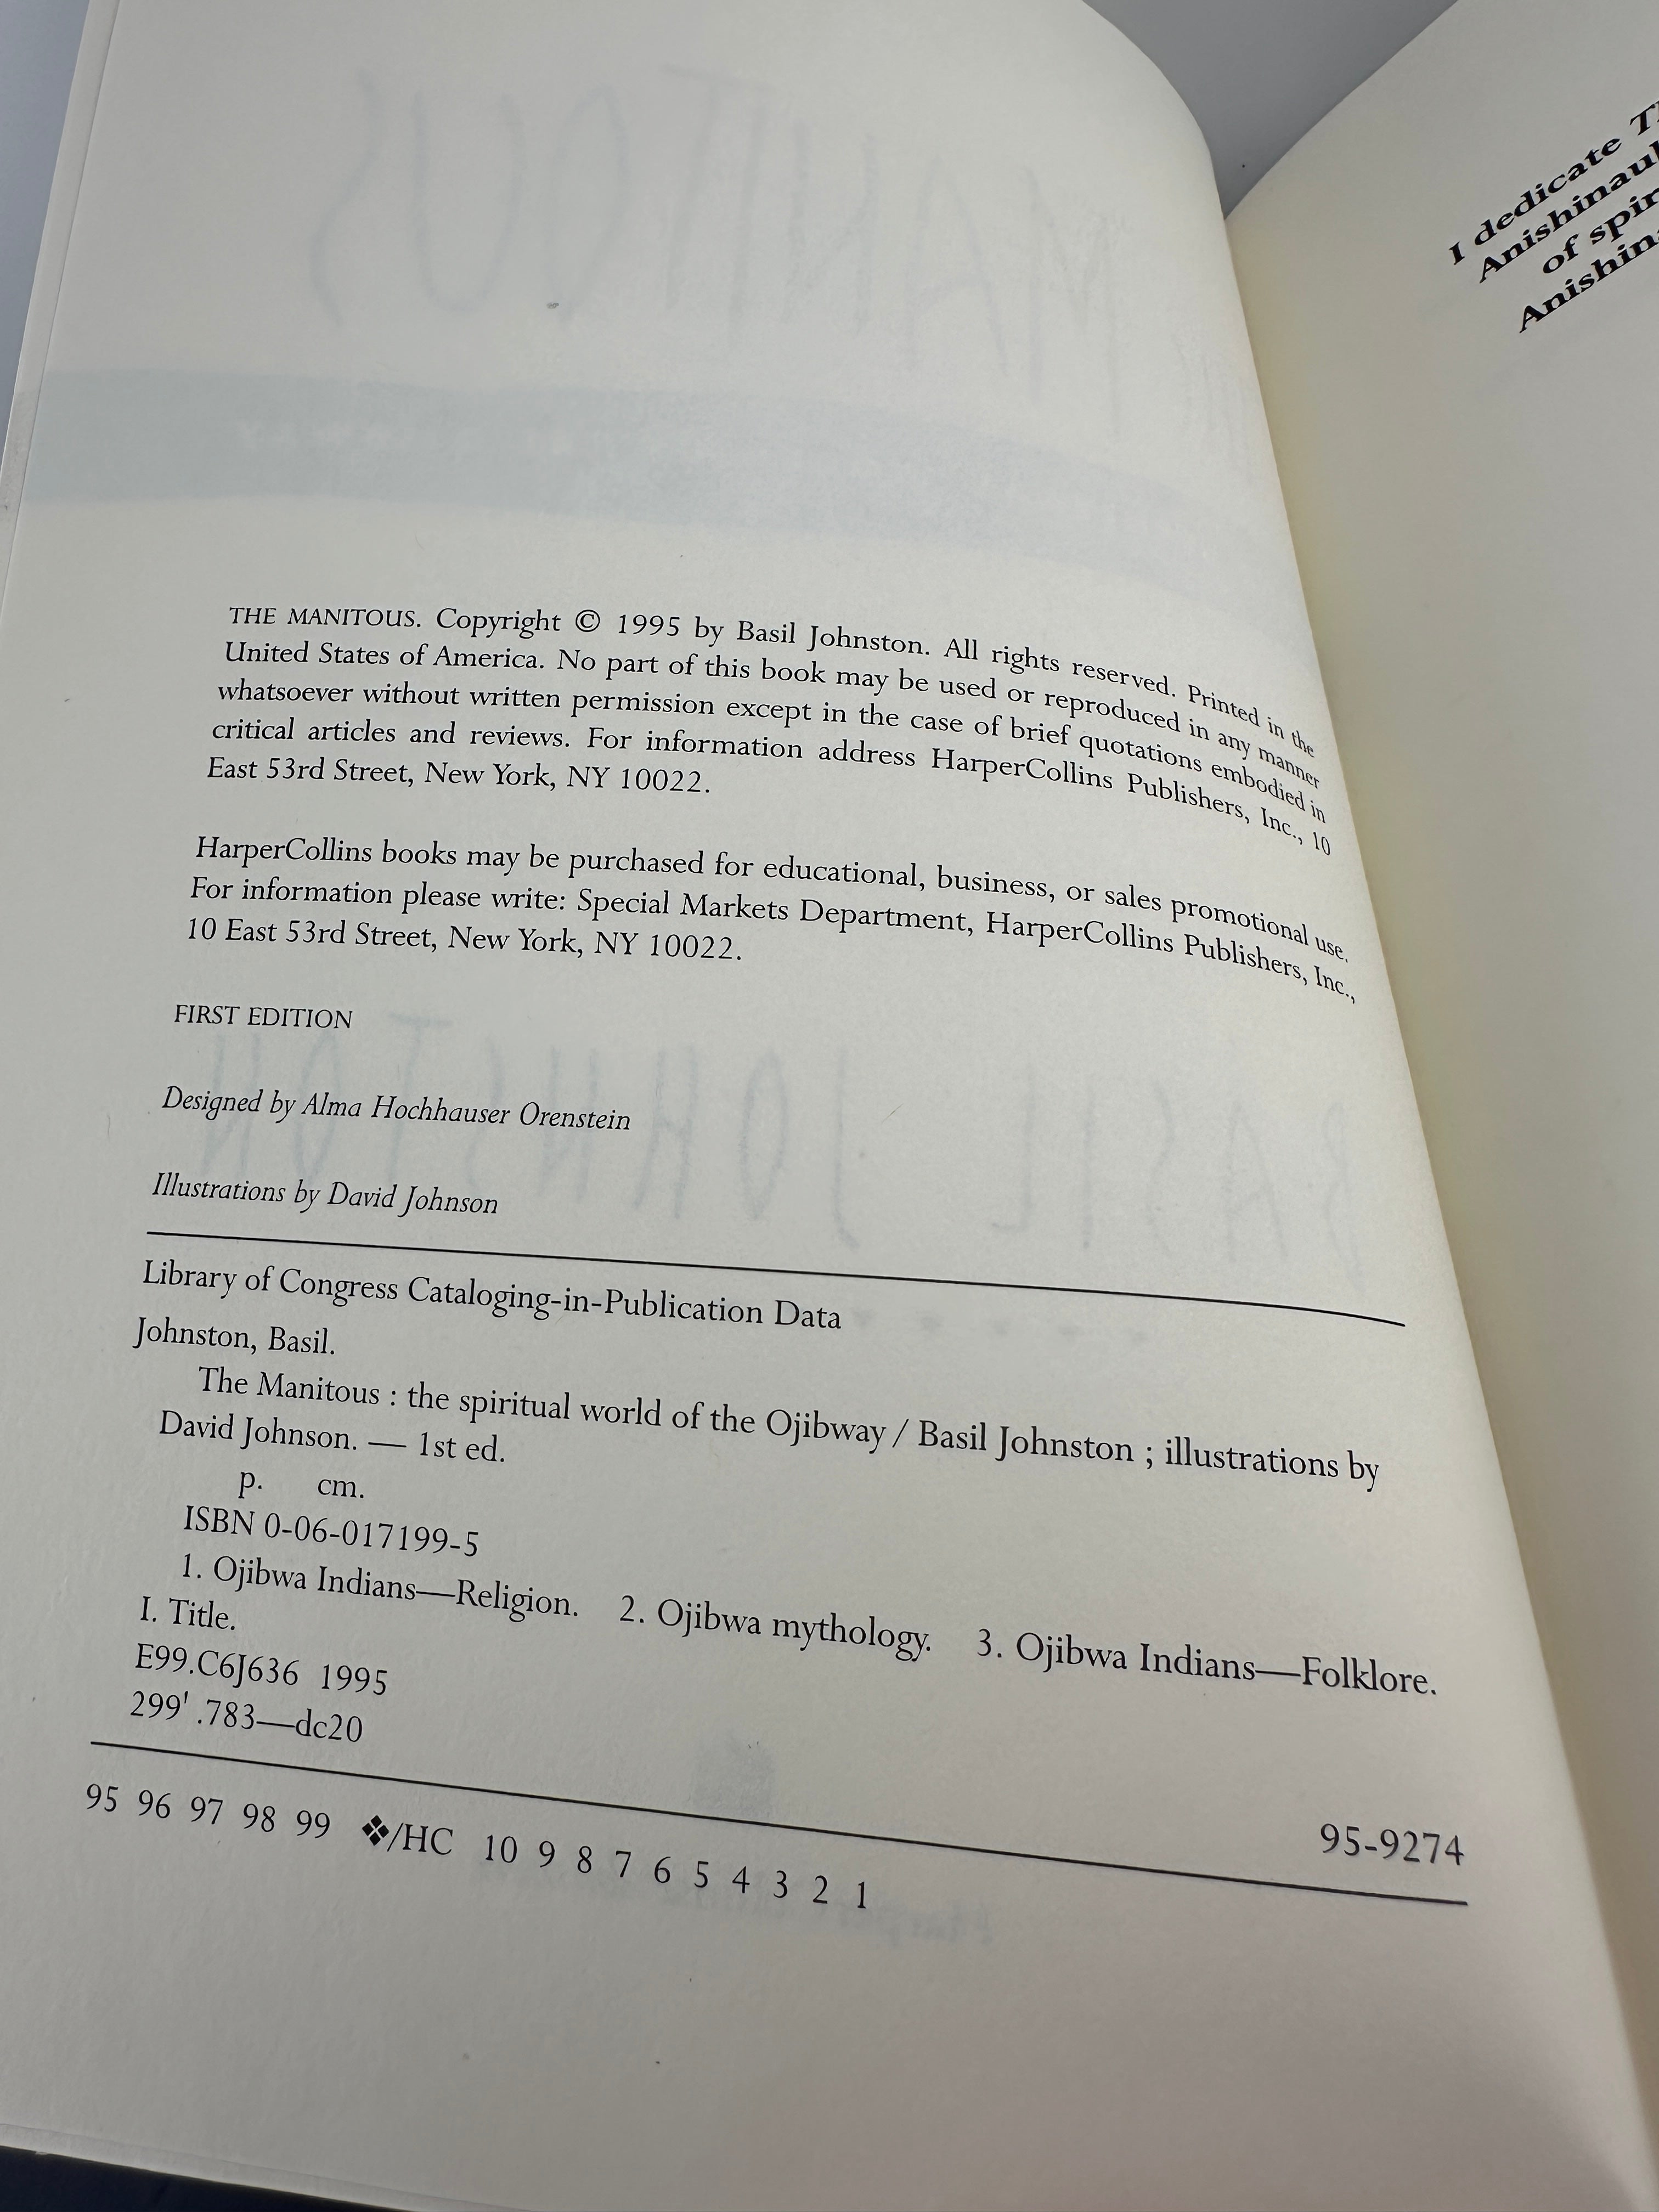 THE MANITOUS. Copyright © 1995 by Basil Johnston. All rights reserved. Printed in the
United States of America. No part of this book may be used or reproduced in any manner
whatsoever without written permission except in the case of brief quotations embodied in
critical articles and reviews. For information address HarperCollins Publishers, Inc., 10
East 53rd Street, New York, NY 10022.
HarperCollins books may be purchased for educational, business, or sales promotional use.
For information please write: Special Markets Department, HarperCollins Publishers, Inc.,
10 East 53rd Street, New York, NY 10022.
FIRST EDITION
Designed by Alma Hochhauser Orenstein
Illustrations by David Johnson
Library of Congress Cataloging-in-Publication Data
Johnston, Basil.
The Manitous : the spiritual world of the Ojibway / Basil Johnston ; illustrations by
David Johnson. — 1st ed.
p. cm.
ISBN 0-06-017199-5
1. Ojibwa Indians—Religion. 2. Ojibwa mythology. 3. Ojibwa Indians—Folklore.
I. Title.
E99.C6J636 1995
299'.783—dc20
95-9274
95 96 97 98 99 ❖/HC 10 9 8 7 6 5 4 3 2 1
I dedicate
of